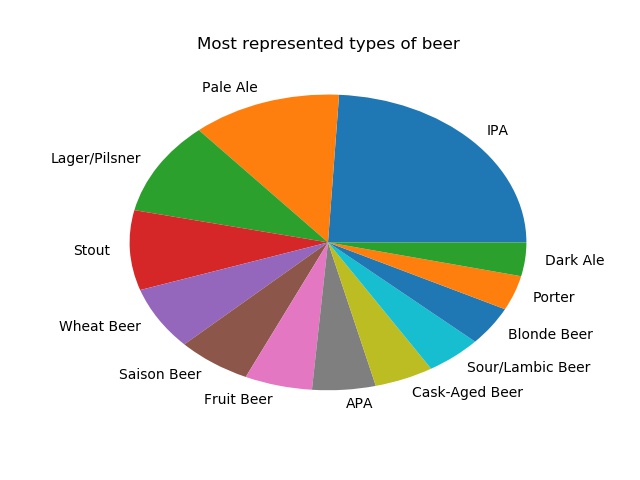 Most represented types of beer
Pale Ale
IPA
Lager/Pilsner
Stout
Dark Ale
Porter
Wheat Beer
Blonde Beer
Saison Beer
Sour/Lambic Beer
Fruit Beer
APA
Cask-Aged Beer